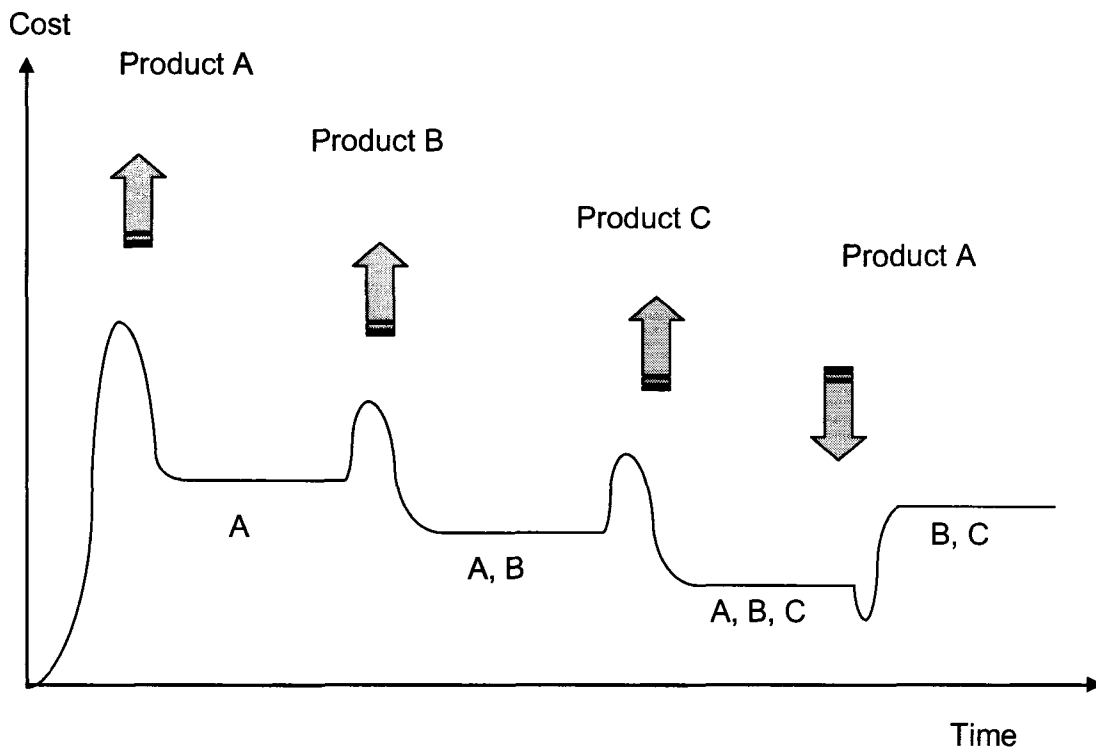 Cost
Product A
Product B
Product C
Product A
A
A, B
A, B, C
B, C
Time